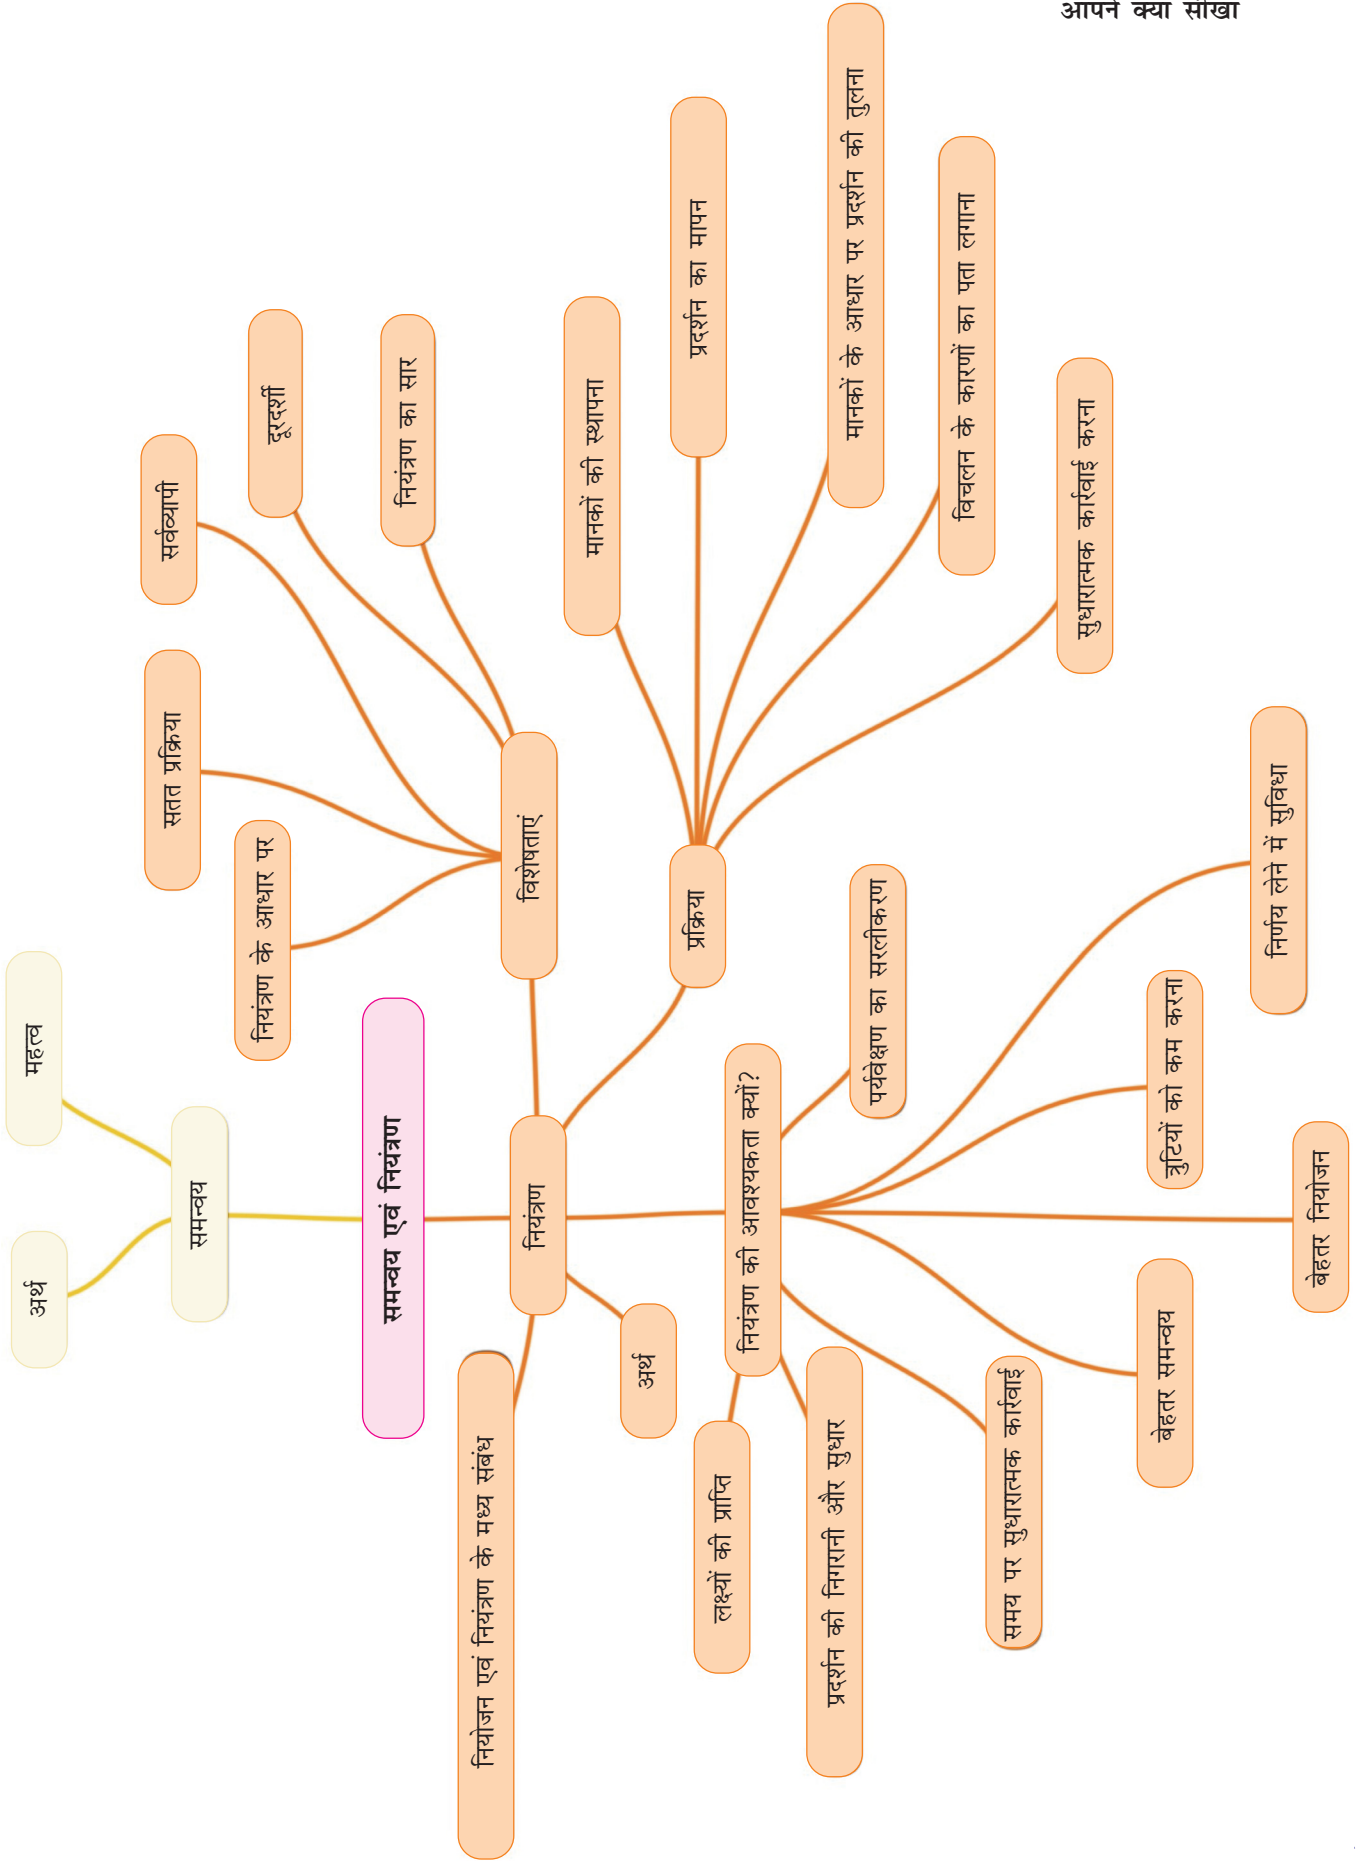 आपने क्या सीखा
समन्वय एवं नियंत्रण
समन्वय
अर्थ
महत्व
नियंत्रण
नियोजन एवं नियंत्रण के मध्य संबंध
अर्थ
विशेषताएं
नियंत्रण के आधार पर
सतत प्रक्रिया
सर्वव्यापी
दूरदर्शी
नियंत्रण का सार
प्रक्रिया
मानकों की स्थापना
प्रदर्शन का मापन
मानकों के आधार पर प्रदर्शन की तुलना
विचलन के कारणों का पता लगाना
सुधारात्मक कार्रवाई करना
नियंत्रण की आवश्यकता क्यों?
लक्ष्यों की प्राप्ति
प्रदर्शन की निगरानी और सुधार
समय पर सुधारात्मक कार्रवाई
बेहतर समन्वय
बेहतर नियोजन
त्रुटियों को कम करना
निर्णय लेने में सुविधा
पर्यवेक्षण का सरलीकरण